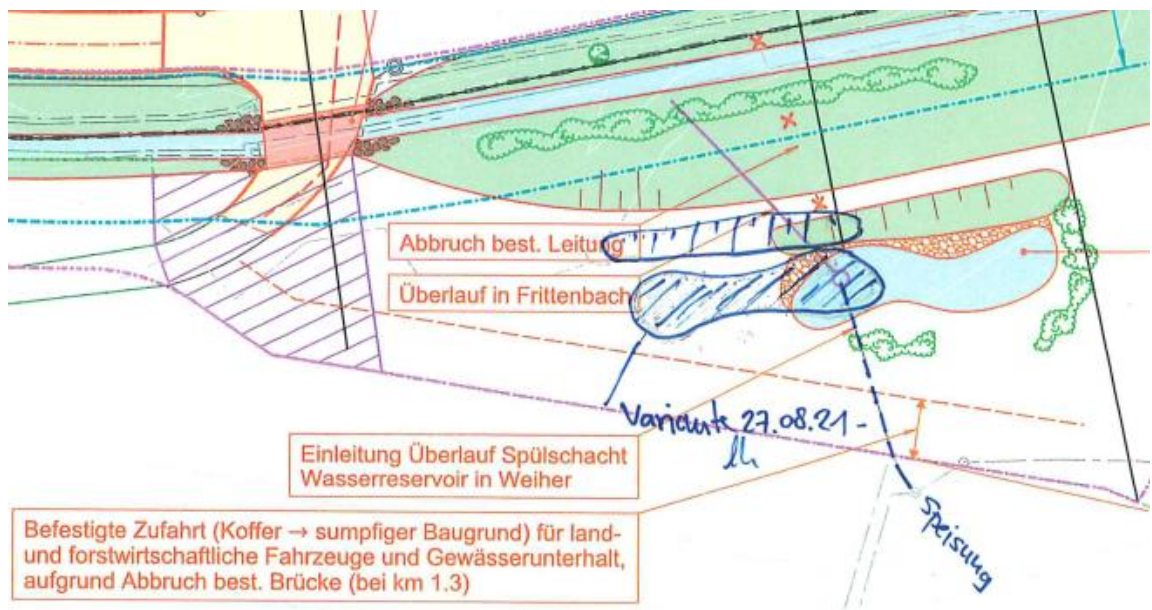 Abbruch best. Leitung
Überlauf in Frittenbach
Variante 27.08.21 -
Einleitung Überlauf Spülschacht
Wasserreservoir in Weiher
Befestigte Zufahrt (Koffer → sumpfiger Baugrund) für land-
und forstwirtschaftliche Fahrzeuge und Gewässerunterhalt,
aufgrund Abbruch best. Brücke (bei km 1.3)
Speisung